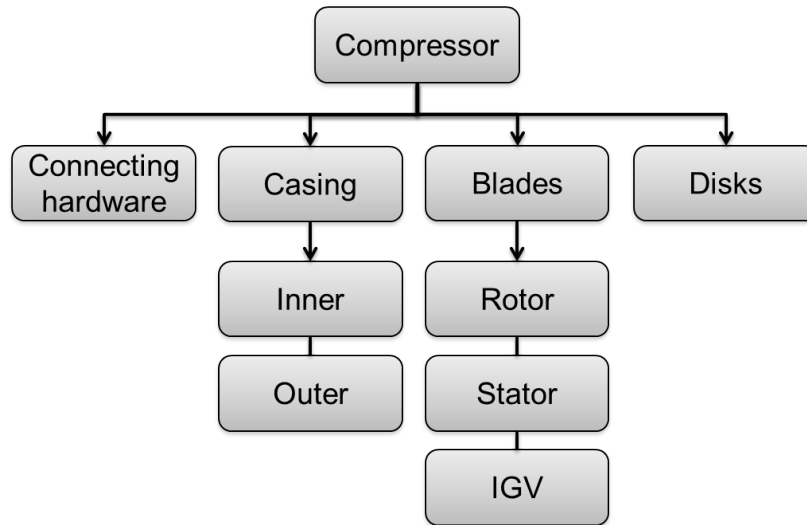 Compressor
Connecting
hardware
Casing
Blades
Disks
Inner
Rotor
Outer
Stator
IGV